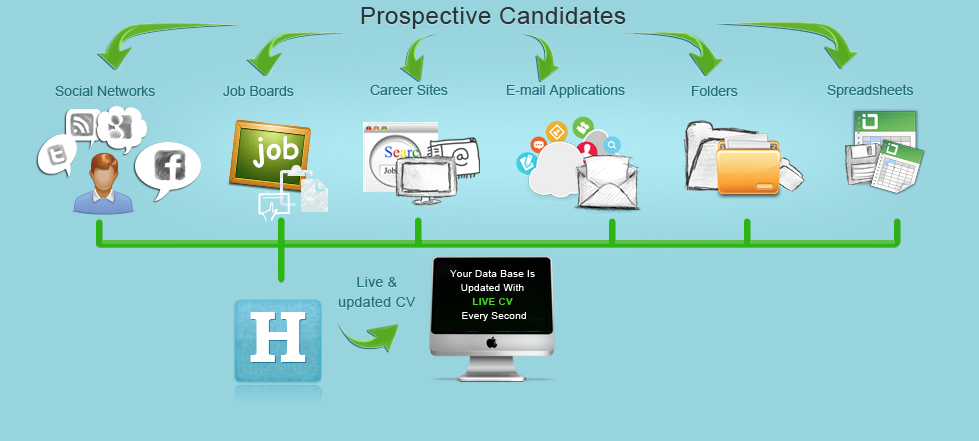 Prospective Candidates
Social Networks
Job Boards
Career Sites
E-mail Applications
Folders
Spreadsheets
job
Sear
Job
@
Live &
updated CV
H
Your Data Base Is
Updated With
LIVE CV
Every Second